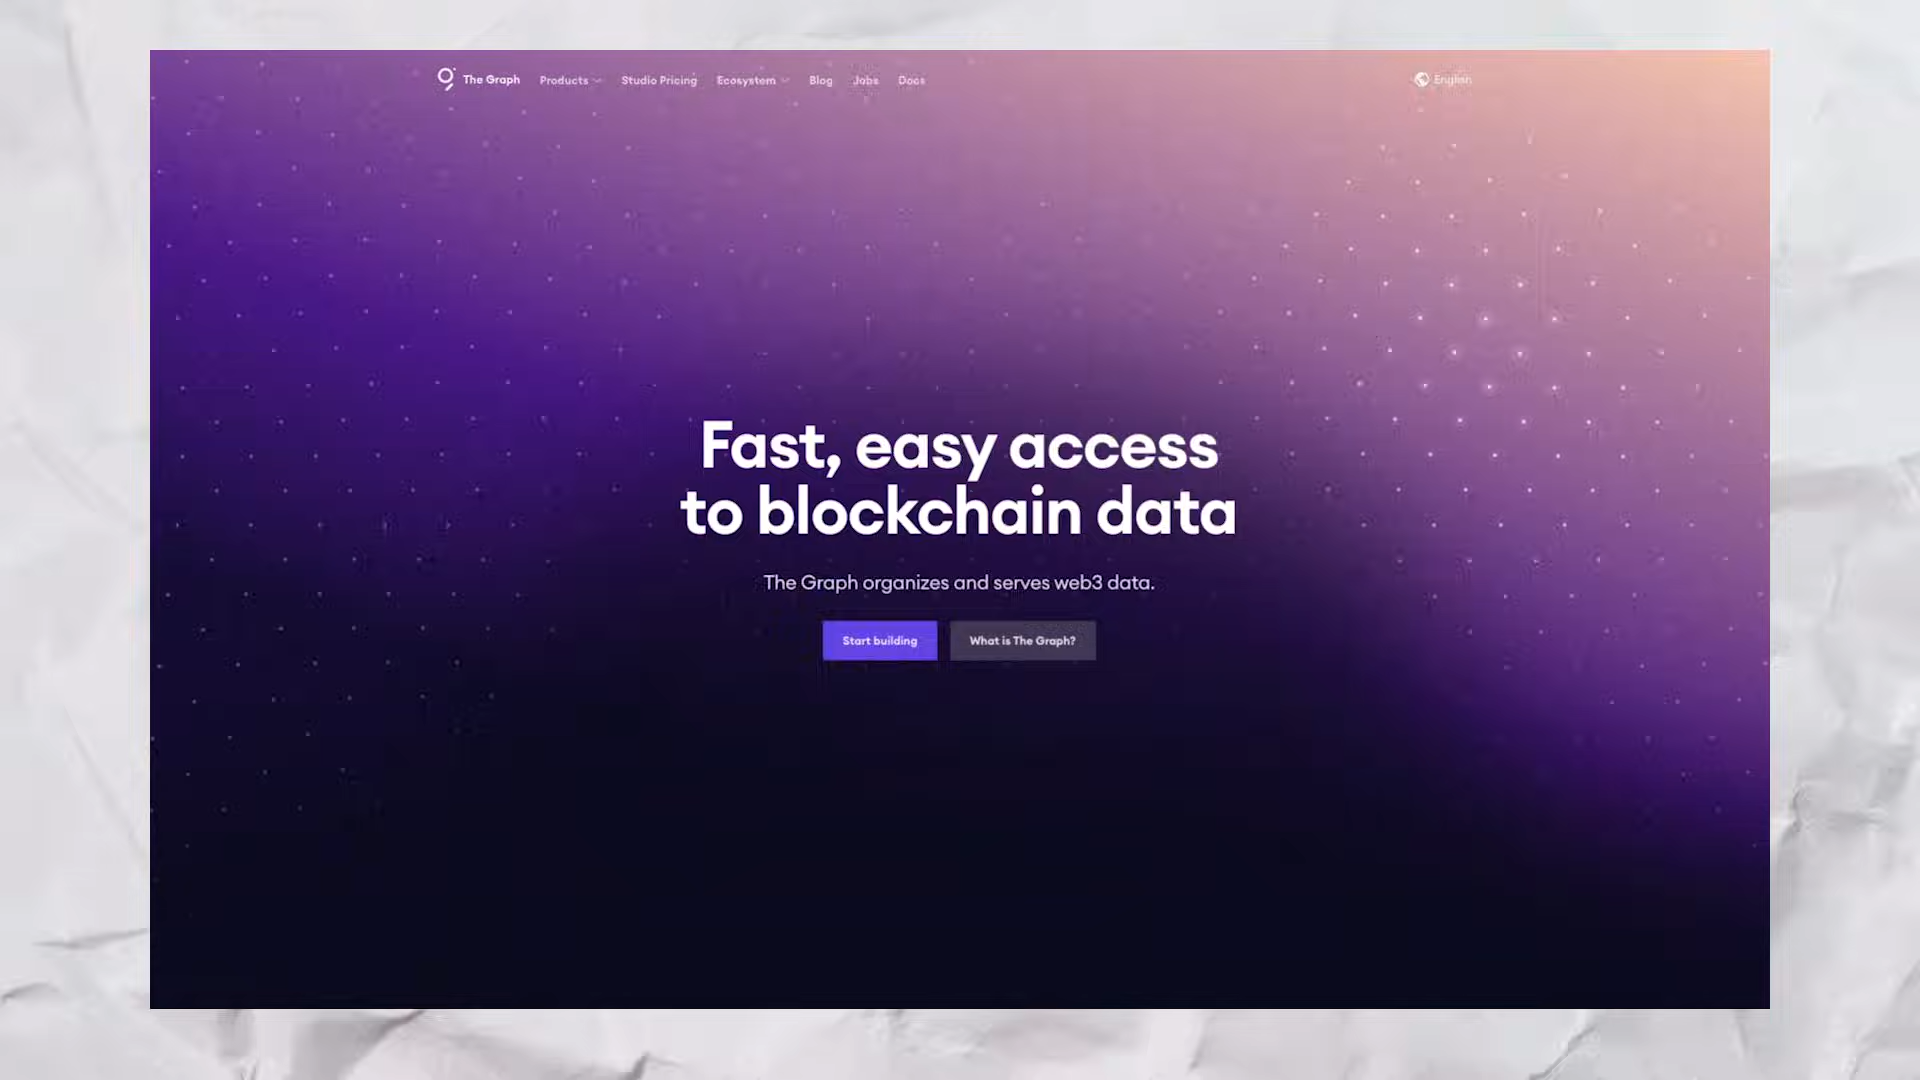 The Graph
Products
Studio Pricing
Ecosystem
Blog
Jobs
Docs
English
Fast, easy access
to blockchain data
The Graph organizes and serves web3 data.
Start building
What is The Graph?